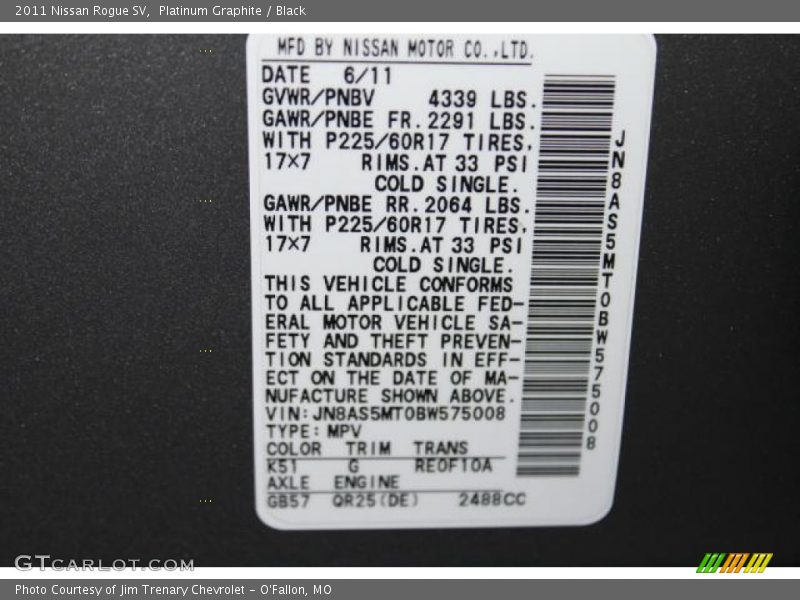 2011 Nissan Rogue SV,  Platinum Graphite / Black
MFD BY NISSAN MOTOR CO.,LTD.
DATE 6/11
GVWR/PNBV 4339 LBS.
GAWR/PNBE FR. 2291 LBS.
WITH P225/60R17 TIRES,
17×7 RIMS.AT 33 PSI
COLD SINGLE.
GAWR/PNBE RR. 2064 LBS.
WITH P225/60R17 TIRES,
17×7 RIMS.AT 33 PSI
COLD SINGLE.
THIS VEHICLE CONFORMS
TO ALL APPLICABLE FED-
ERAL MOTOR VEHICLE SA-
FETY AND THEFT PREVEN-
TION STANDARDS IN EFF-
ECT ON THE DATE OF MA-
NUFACTURE SHOWN ABOVE.
VIN:JN8AS5MT0BW575008
TYPE:MPV
COLOR TRIM TRANS
K51 G RE0F10A
AXLE ENGINE
GB57 QR25(DE) 2488CC
JN8AS5MT0BW575008
GTCARLOT.COM
Photo Courtesy of Jim Trenary Chevrolet - O'Fallon, MO